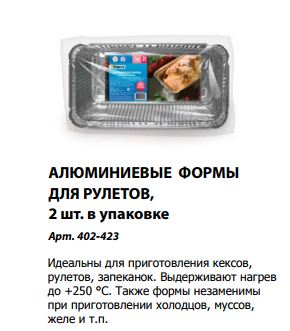 АЛЮМИНИЕВЫЕ ФОРМЫ
ДЛЯ РУЛЕТОВ,
2 шт. в упаковке
Арт. 402-423
Идеальны для приготовления кексов,
рулетов, запеканок. Выдерживают нагрев
до +250 °С. Также формы незаменимы
при приготовлении холодцов, муссов,
желе и т.п.